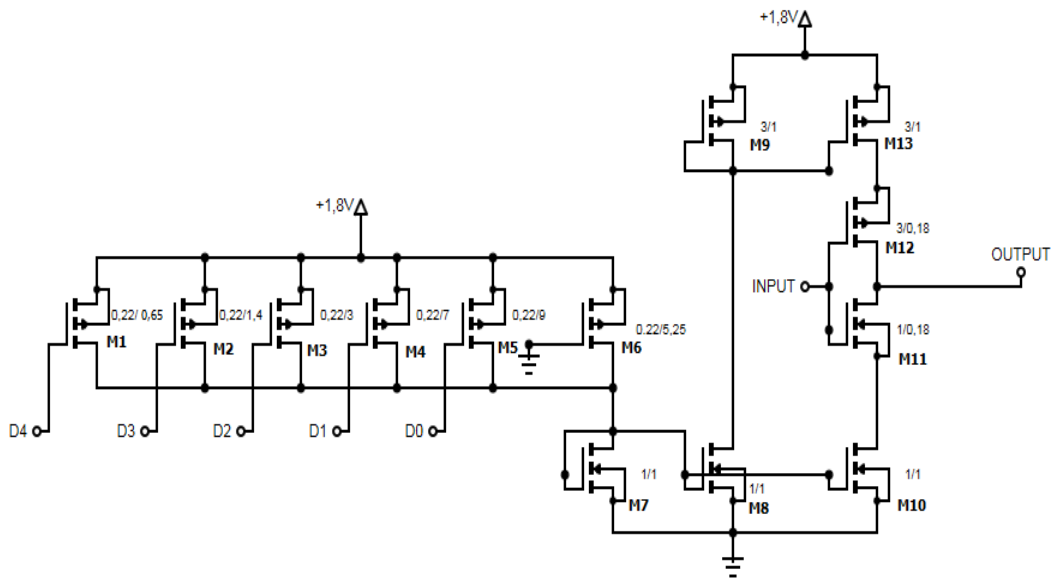 +1,8V
3/1
M9
3/1
M13
+1,8V
3/0,18
M12
OUTPUT
INPUT
0,22/ 0,65
M1
0,22/1,4
M2
0,22/3
M3
0,22/7
M4
0,22/9
M5
0.22/5,25
M6
1/0,18
M11
D4
D3
D2
D1
D0
1/1
M7
1/1
M8
1/1
M10